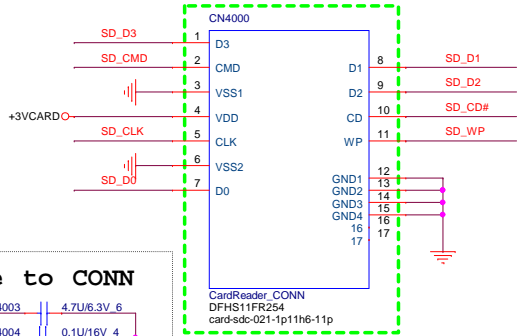 CN4000
SD_D3 1 D3
SD_CMD 2 CMD
3 VSS1
+3VCARD 4 VDD
SD_CLK 5 CLK
6 VSS2
SD_D0 7 D0
D1 8 SD_D1
D2 9 SD_D2
CD 10 SD_CD#
WP 11 SD_WP
GND1 12
GND2 13
GND3 14
GND4 15
16 16
17 17
CardReader_CONN
DFHS11FR254
card-sdc-021-1p11h6-11p
e to CONN
4003 4.7U/6.3V_6
4004 0.1U/16V_4